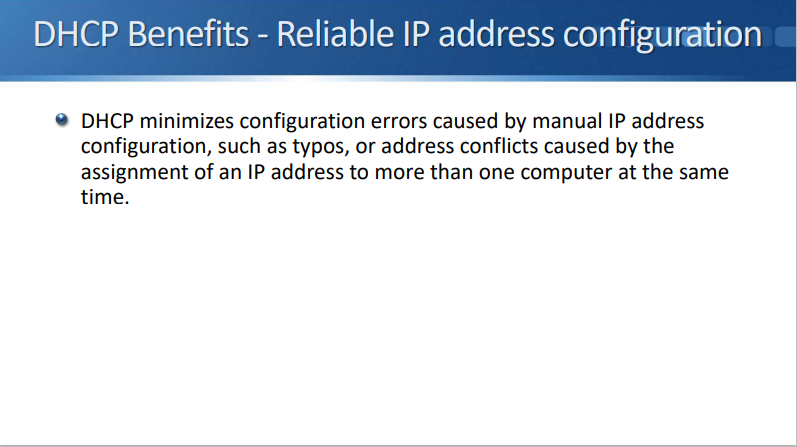 DHCP Benefits - Reliable IP address configuration
DHCP minimizes configuration errors caused by manual IP address
configuration, such as typos, or address conflicts caused by the
assignment of an IP address to more than one computer at the same
time.